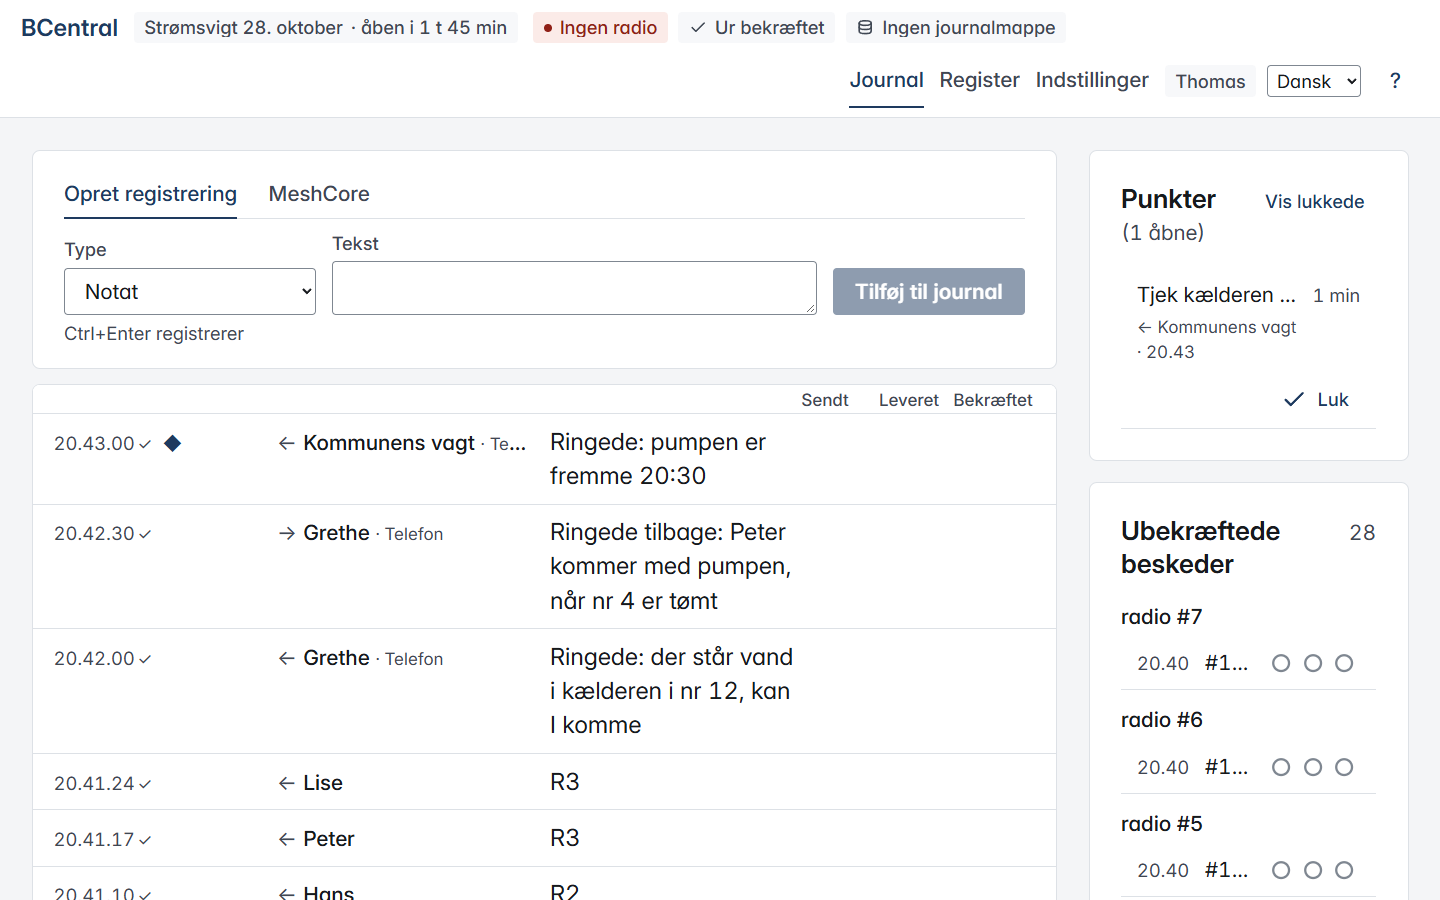 BCentral
Strømsvigt 28. oktober · åben i 1 t 45 min
Ingen radio
Ur bekræftet
Ingen journalmappe
Journal
Register
Indstillinger
Thomas
Dansk
?
Opret registrering
MeshCore
Type
Notat
Ctrl+Enter registrerer
Tekst
Tilføj til journal
Sendt
Leveret
Bekræftet
20.43.00
← Kommunens vagt · Te...
Ringede: pumpen er
fremme 20:30
20.42.30
→ Grethe · Telefon
Ringede tilbage: Peter
kommer med pumpen,
når nr 4 er tømt
20.42.00
← Grethe · Telefon
Ringede: der står vand
i kælderen i nr 12, kan
I komme
20.41.24
← Lise
R3
20.41.17
← Peter
R3
20.41.10
← Hans
R2
Punkter
(1 åbne)
Vis lukkede
Tjek kælderen ...
1 min
← Kommunens vagt
· 20.43
Luk
Ubekræftede
beskeder
28
radio #7
20.40 #1...
radio #6
20.40 #1...
radio #5
20.40 #1...